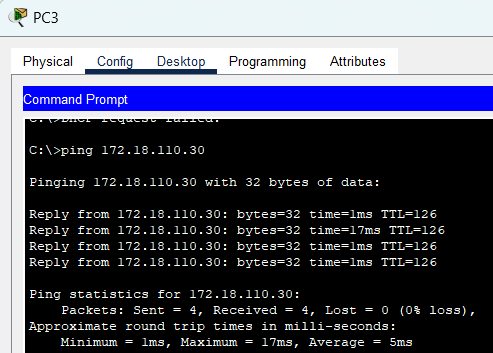 PC3
Physical Config Desktop Programming Attributes
Command Prompt
C:\>DHCP request failed.
C:\>ping 172.18.110.30
Pinging 172.18.110.30 with 32 bytes of data:
Reply from 172.18.110.30: bytes=32 time=1ms TTL=126
Reply from 172.18.110.30: bytes=32 time=17ms TTL=126
Reply from 172.18.110.30: bytes=32 time=1ms TTL=126
Reply from 172.18.110.30: bytes=32 time=1ms TTL=126
Ping statistics for 172.18.110.30:
Packets: Sent = 4, Received = 4, Lost = 0 (0% loss),
Approximate round trip times in milli-seconds:
Minimum = 1ms, Maximum = 17ms, Average = 5ms